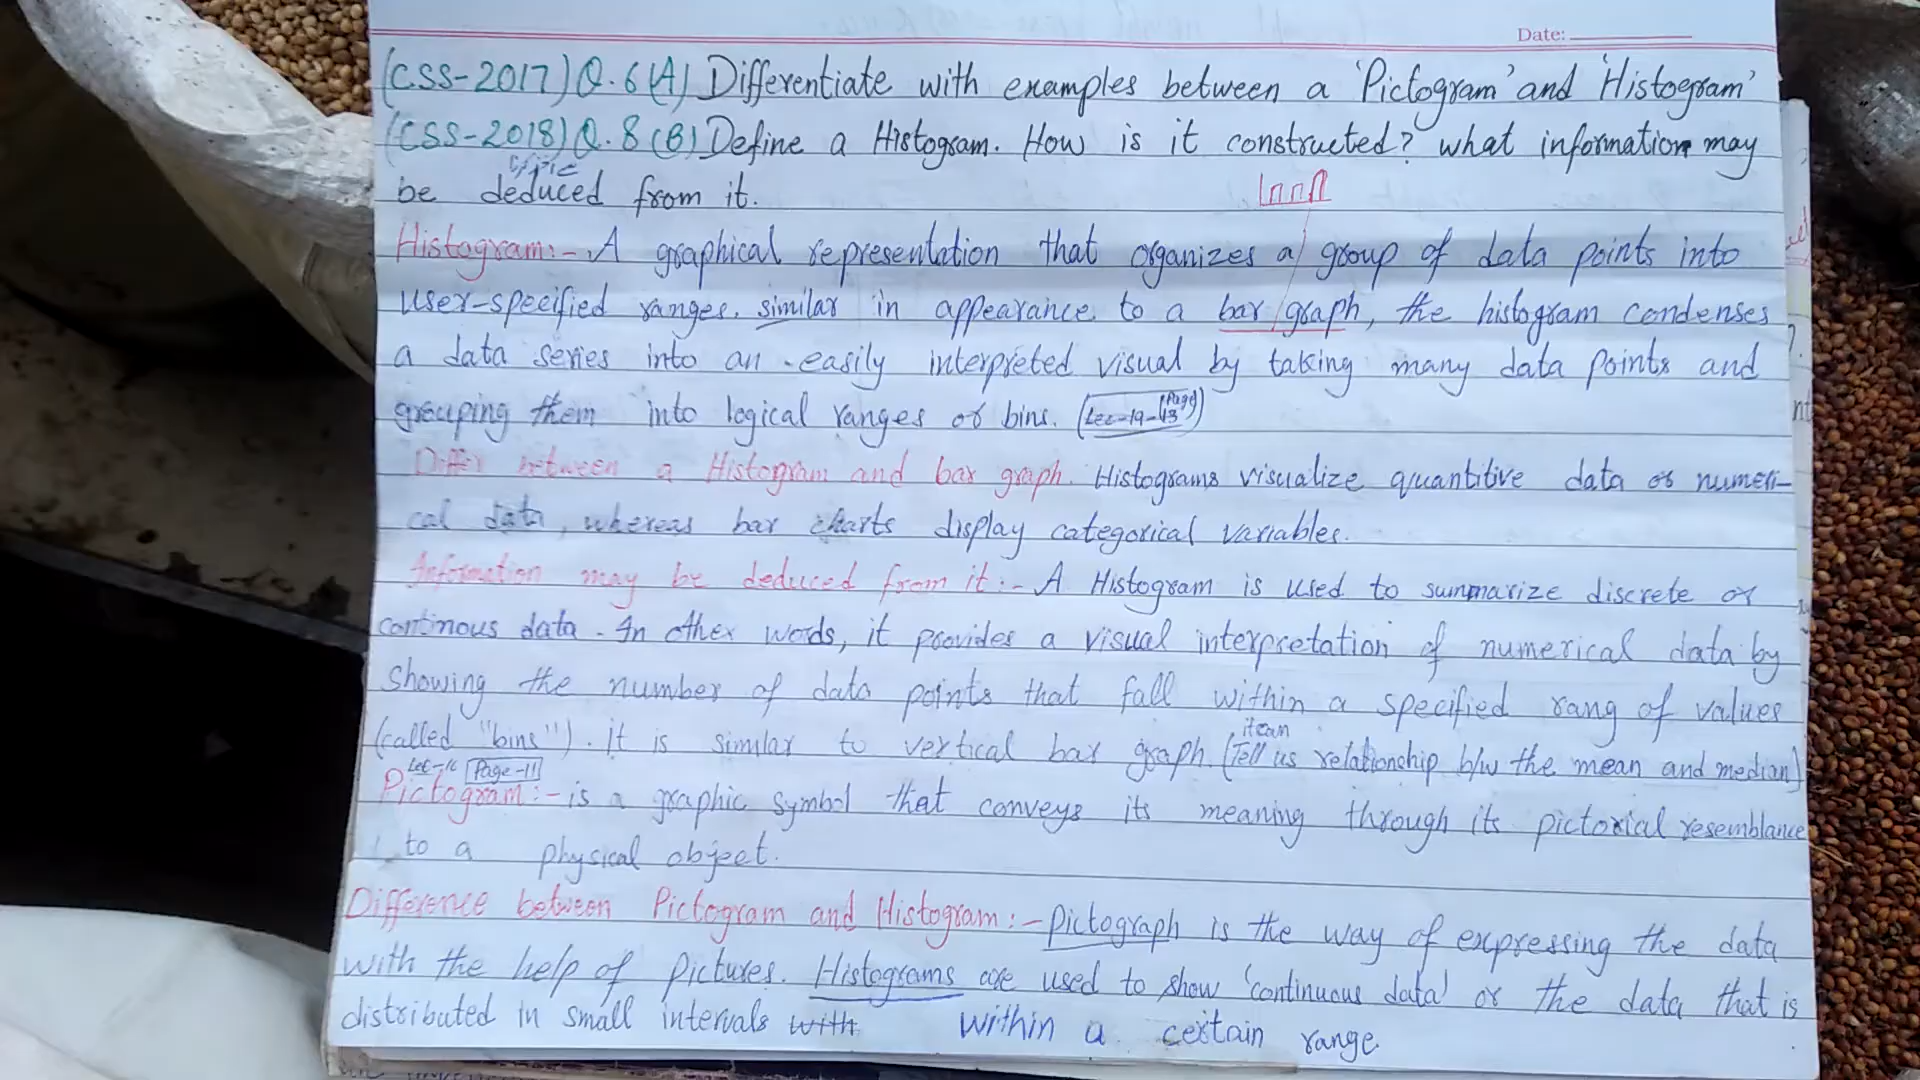 Date:
(CSS-2017) Q.6(A) Differentiate with examples between a 'Pictogram' and 'Histogram'
(CSS-2018) Q.8(B) Define a Histogram. How is it constructed? what information may
be deduced from it.
Histogram:- A graphical representation that organizes a group of data points into
user-specified ranges. similar in appearance to a bar graph, the histogram condenses
a data series into an easily interpreted visual by taking many data points and
grouping them into logical ranges or bins. (Lec-19-Page 13)
Differ between a Histogram and bar graph. Histograms visualize quantitive data or numeri-
cal data, whereas bar charts display categorical variables.
Information may be deduced from it:- A Histogram is used to summarize discrete or
continous data. In other words, it provides a visual interpretation of numerical data by
showing the number of data points that fall within a specified rang of values
(called "bins"). it is similar to vertical bar graph. (it can Tell us relationship b/w the mean and median)
Lec-16 Page-11
Pictogram:- is a graphic symbol that conveys its meaning through its pictorial resemblance
to a physical object.
Difference between Pictogram and Histogram:- Pictograph is the way of expressing the data
with the help of pictures. Histograms are used to show 'continuous data' or the data that is
distributed in small intervals with within a certain range.